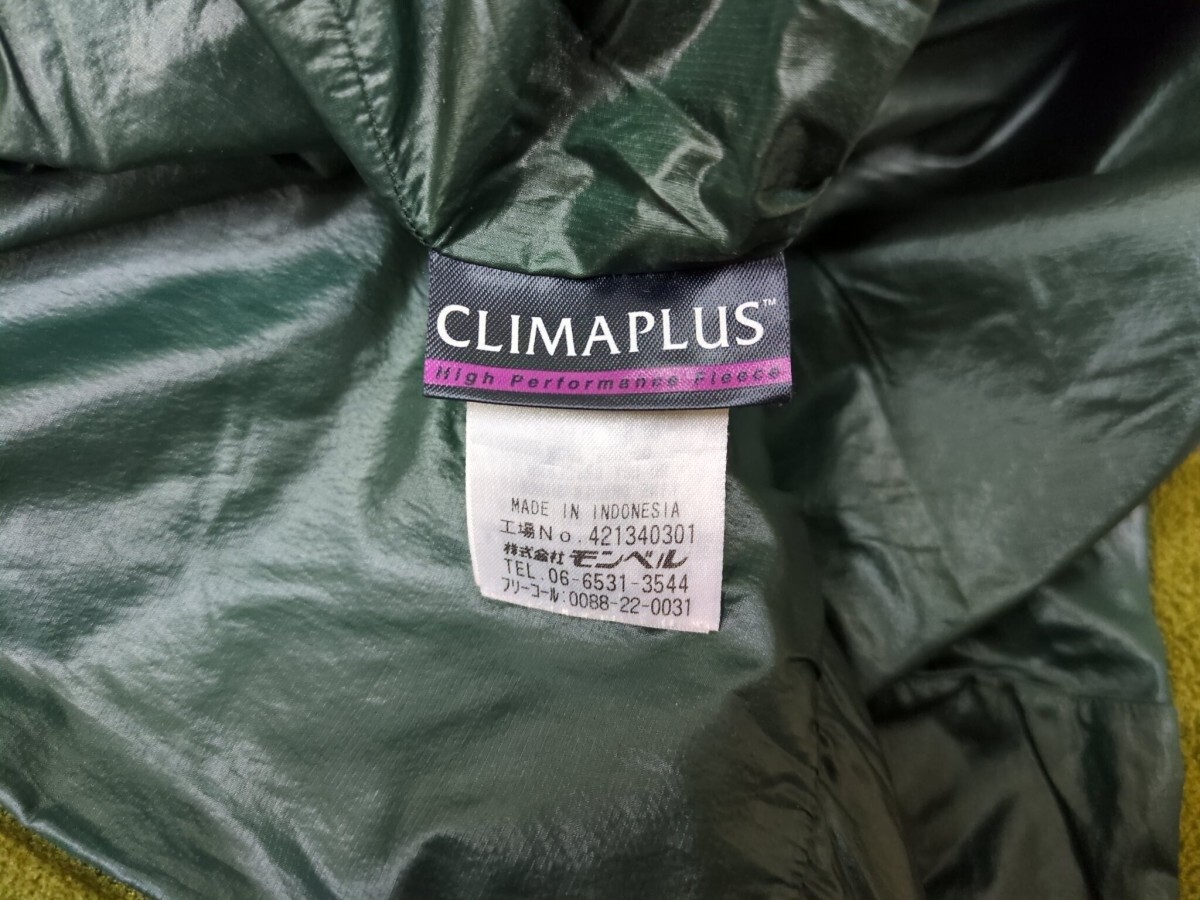 CLIMAPLUS™
High Performance Fleece
MADE IN INDONESIA
工場No.421340301
株式会社モンベル
TEL.06-6531-3544
フリーコール:0088-22-0031